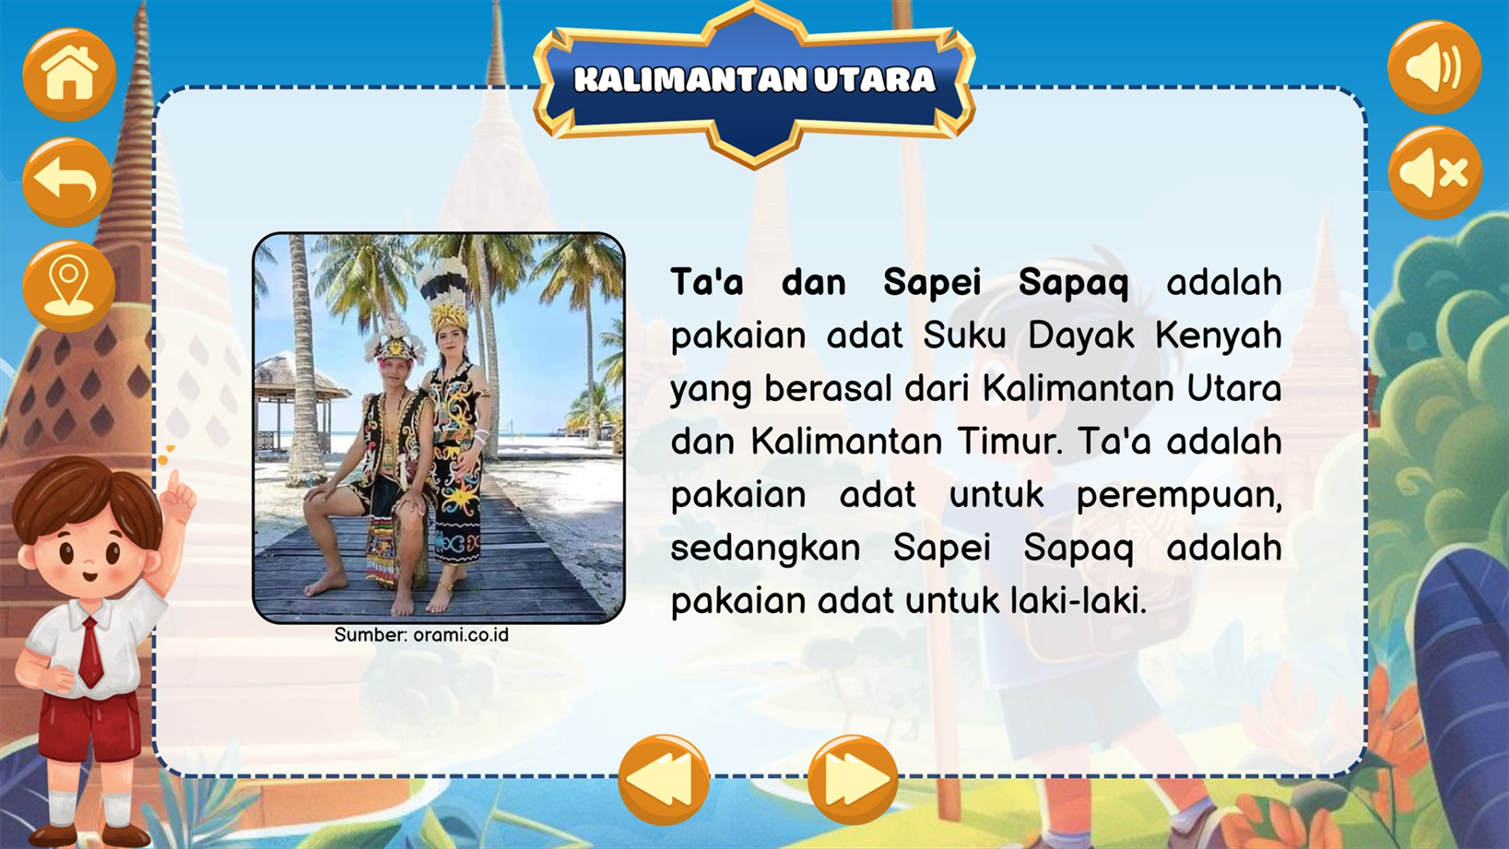 KALIMANTAN UTARA
Ta'a dan Sapei Sapaq adalah
pakaian adat Suku Dayak Kenyah
yang berasal dari Kalimantan Utara
dan Kalimantan Timur. Ta'a adalah
pakaian adat untuk perempuan,
sedangkan Sapei Sapaq adalah
pakaian adat untuk laki-laki.
Sumber: orami.co.id